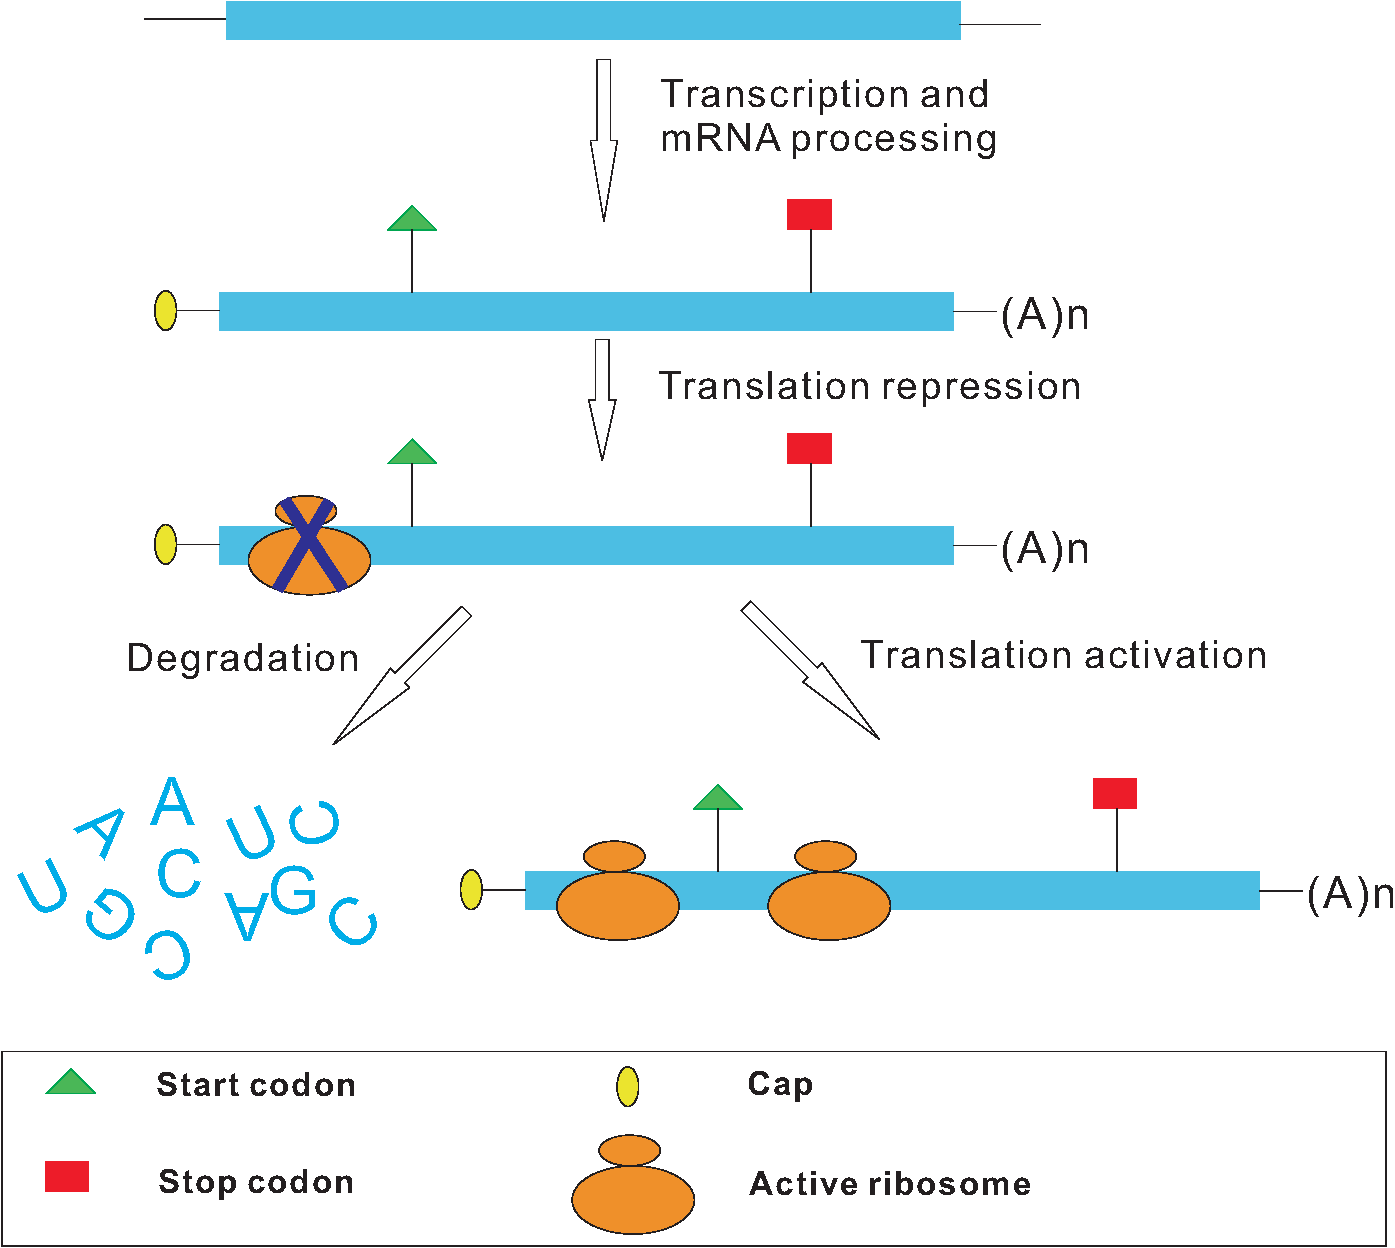 Transcription and
mRNA processing
(A)n
Translation repression
(A)n
Degradation
Translation activation
A
A
U
C
U
C
G
A
G
C
C
(A)n
Start codon
Cap
Stop codon
Active ribosome